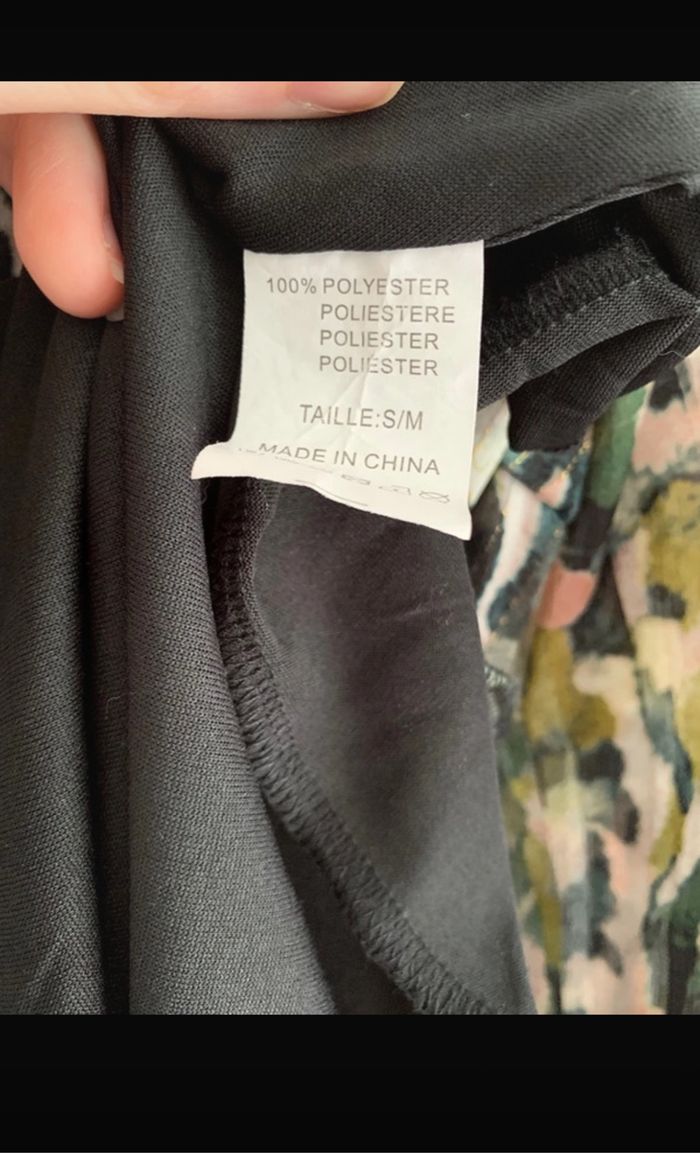 100% POLYESTER
POLIESTERE
POLIESTER
POLIESTER
TAILLE:S/M
MADE IN CHINA